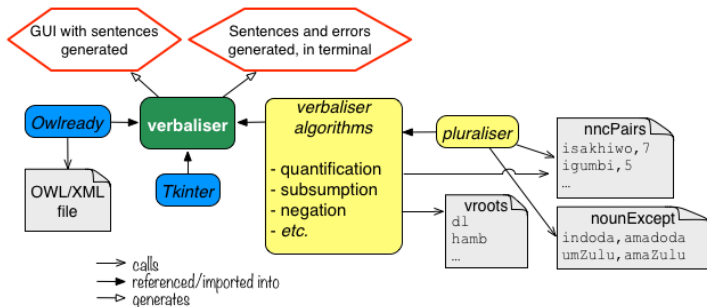 GUI with sentences
generated
Sentences and errors
generated, in terminal
Owlready
verbaliser
verbaliser
algorithms
- quantification
- subsumption
- negation
- etc.
pluraliser
nncPairs
isakhiwo,7
igumbi,5
…
OWL/XML
file
Tkinter
vroots
dl
hamb
…
nounExcept
indoda,amadoda
umZulu,amaZulu
calls
referenced/imported into
generates